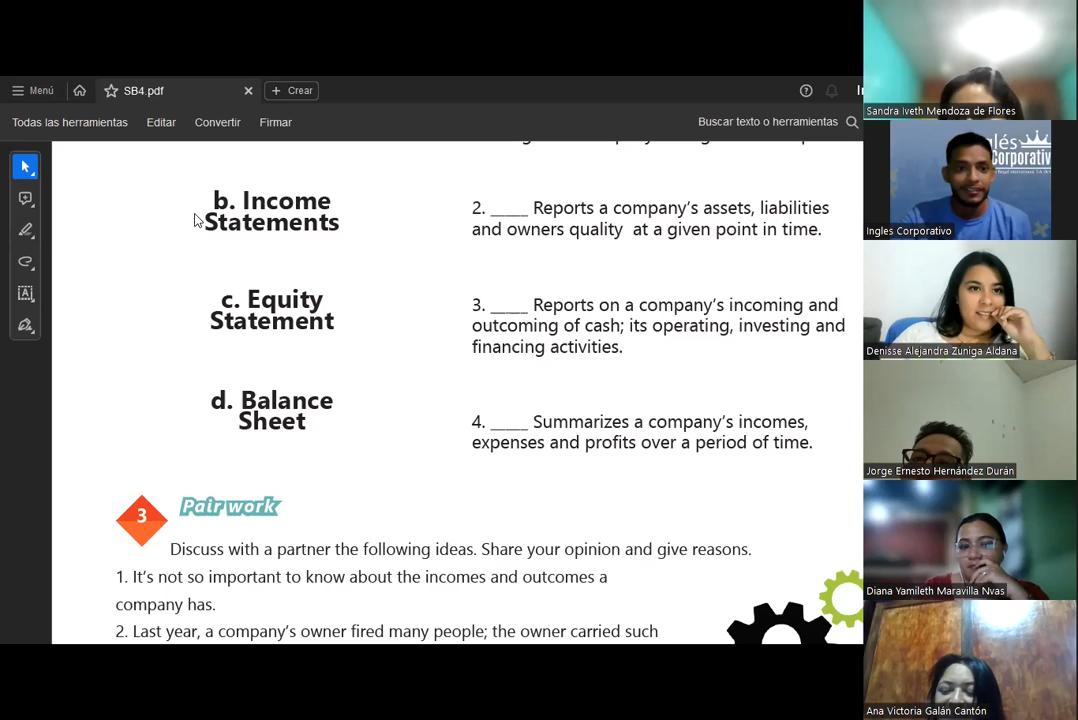 Menú
SB4.pdf
Crear
Todas las herramientas
Editar
Convertir
Firmar
Buscar texto o herramientas
b. Income
Statements
2. _____ Reports a company's assets, liabilities
and owners quality at a given point in time.
c. Equity
Statement
3. _____ Reports on a company's incoming and
outcoming of cash; its operating, investing and
financing activities.
d. Balance
Sheet
4. _____ Summarizes a company's incomes,
expenses and profits over a period of time.
3
Pair work
Discuss with a partner the following ideas. Share your opinion and give reasons.
1. It's not so important to know about the incomes and outcomes a
company has.
2. Last year, a company's owner fired many people; the owner carried such
Sandra Iveth Mendoza de Flores
Ingles Corporativo
Denisse Alejandra Zuniga Aldana
Jorge Ernesto Hernández Durán
Diana Yamileth Maravilla Nvas
Ana Victoria Galán Cantón